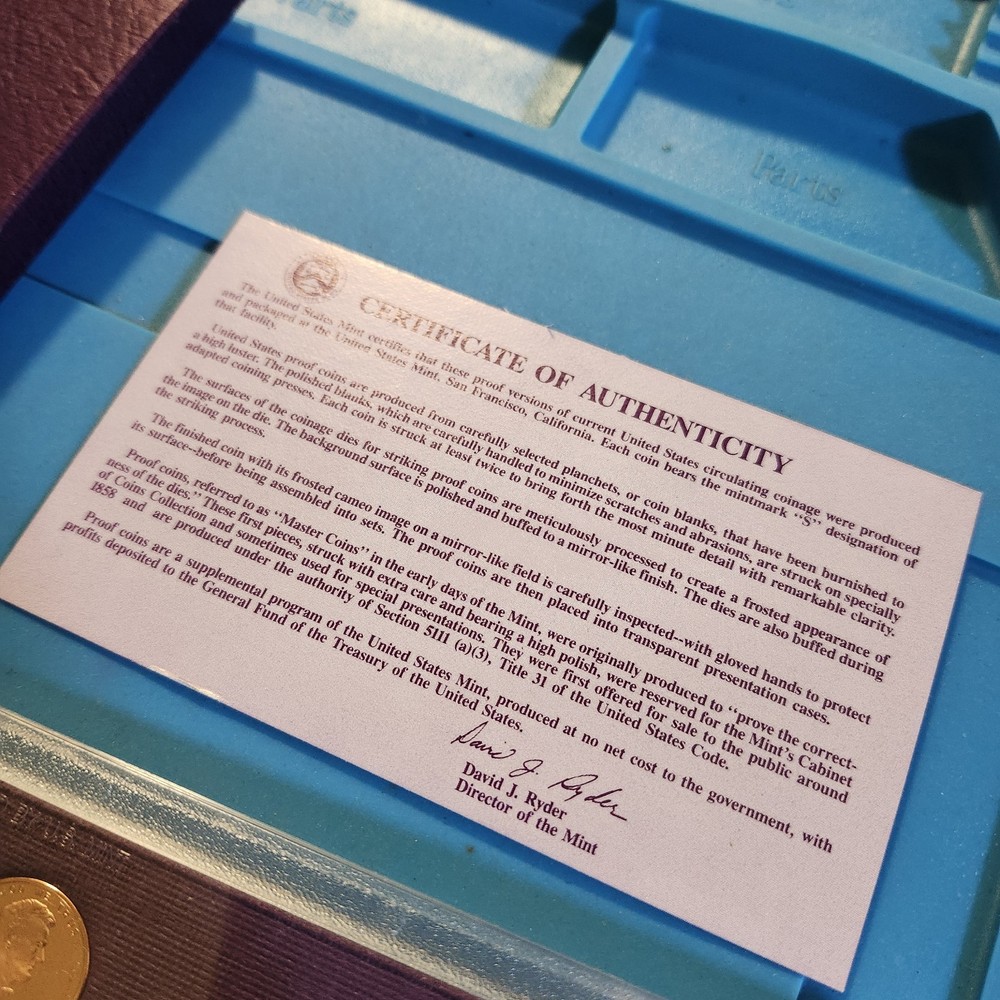 Parts
Parts
CERTIFICATE OF AUTHENTICITY
The United States Mint certifies that these proof versions of current United States circulating coinage were produced
and packaged at the United States Mint, San Francisco, California. Each coin bears the mintmark "S" designation of
that facility.
United States proof coins are produced from carefully selected planchets, or coin blanks, that have been burnished to
a high luster. The polished blanks, which are carefully handled to minimize scratches and abrasions, are struck on specially
adapted coining presses. Each coin is struck at least twice to bring forth the most minute detail with remarkable clarity.
The surfaces of the coinage dies for striking proof coins are meticulously processed to create a frosted appearance of
the image on the die. The background surface is polished and buffed to a mirror-like finish. The dies are also buffed during
the striking process.
The finished coin with its frosted cameo image on a mirror-like field is carefully inspected--with gloved hands to protect
its surface--before being assembled into sets. The proof coins are then placed into transparent presentation cases.
Proof coins, referred to as "Master Coins" in the early days of the Mint, were originally produced to "prove the correct-
ness of the dies." These first pieces, struck with extra care and bearing a high polish, were reserved for the Mint's Cabinet
of Coins Collection and sometimes used for special presentations. They were first offered for sale to the public around
1858 and are produced under the authority of Section 5111 (a)(3), Title 31 of the United States Code.
Proof coins are a supplemental program of the United States Mint, produced at no net cost to the government, with
profits deposited to the General Fund of the Treasury of the United States.
David J. Ryder
David J. Ryder
Director of the Mint